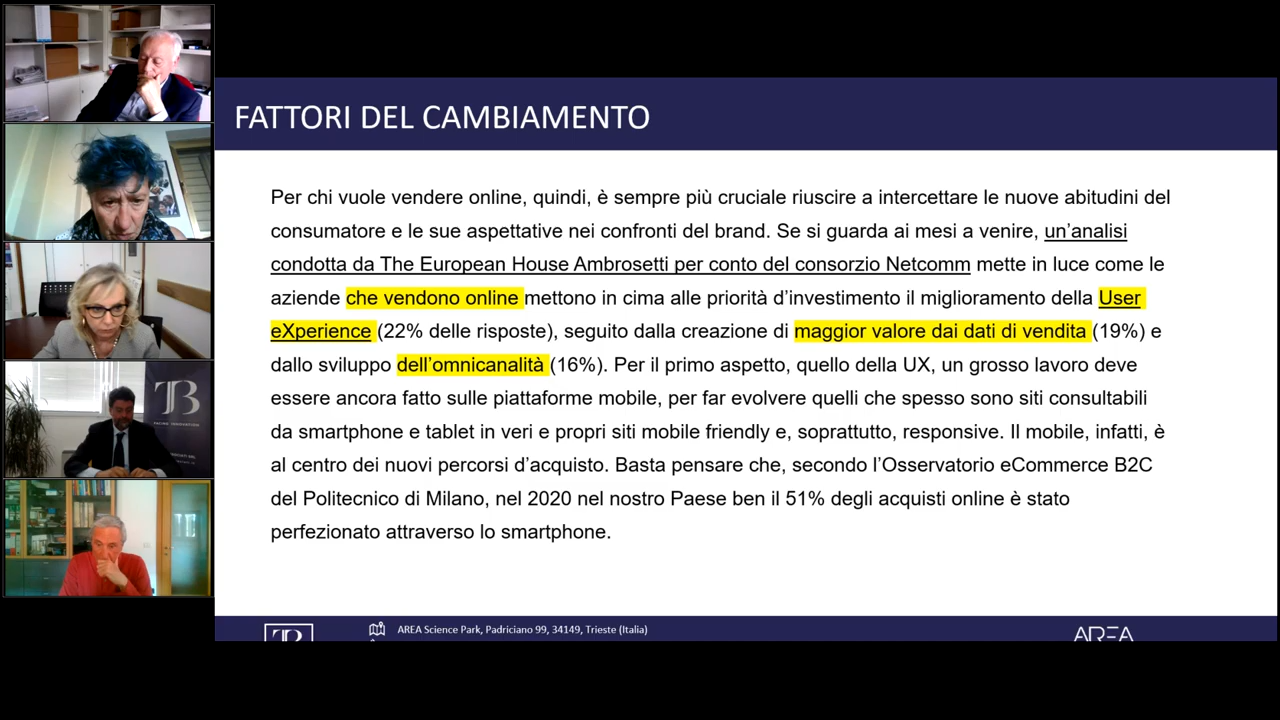 FATTORI DEL CAMBIAMENTO
Per chi vuole vendere online, quindi, è sempre più cruciale riuscire a intercettare le nuove abitudini del
consumatore e le sue aspettative nei confronti del brand. Se si guarda ai mesi a venire, un’analisi
condotta da The European House Ambrosetti per conto del consorzio Netcomm mette in luce come le
aziende che vendono online mettono in cima alle priorità d’investimento il miglioramento della User
eXperience (22% delle risposte), seguito dalla creazione di maggior valore dai dati di vendita (19%) e
dallo sviluppo dell’omnicanalità (16%). Per il primo aspetto, quello della UX, un grosso lavoro deve
essere ancora fatto sulle piattaforme mobile, per far evolvere quelli che spesso sono siti consultabili
da smartphone e tablet in veri e propri siti mobile friendly e, soprattutto, responsive. Il mobile, infatti, è
al centro dei nuovi percorsi d’acquisto. Basta pensare che, secondo l’Osservatorio eCommerce B2C
del Politecnico di Milano, nel 2020 nel nostro Paese ben il 51% degli acquisti online è stato
perfezionato attraverso lo smartphone.
AREA Science Park, Padriciano 99, 34149, Trieste (Italia)
AREA
TB